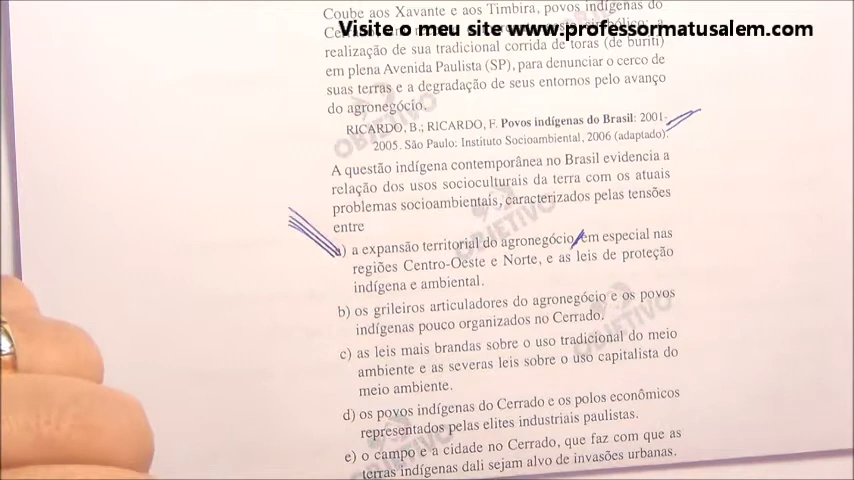 Coube aos Xavante e aos Timbira, povos indígenas do
Visite o meu site www.professormatusalem.com
realização de sua tradicional corrida de toras (de buriti)
em plena Avenida Paulista (SP), para denunciar o cerco de
suas terras e a degradação de seus entornos pelo avanço
do agronegócio.
RICARDO, B.; RICARDO, F. Povos indígenas do Brasil: 2001-
2005. São Paulo: Instituto Socioambiental, 2006 (adaptado).
A questão indígena contemporânea no Brasil evidencia a
relação dos usos socioculturais da terra com os atuais
problemas socioambientais, caracterizados pelas tensões
entre
a) a expansão territorial do agronegócio, em especial nas
regiões Centro-Oeste e Norte, e as leis de proteção
indígena e ambiental.
b) os grileiros articuladores do agronegócio e os povos
indígenas pouco organizados no Cerrado.
c) as leis mais brandas sobre o uso tradicional do meio
ambiente e as severas leis sobre o uso capitalista do
meio ambiente.
d) os povos indígenas do Cerrado e os polos econômicos
representados pelas elites industriais paulistas.
e) o campo e a cidade no Cerrado, que faz com que as
terras indígenas dali sejam alvo de invasões urbanas.
OBJETIVO
OBJETIVO
OBJETIVO
OBJETIVO